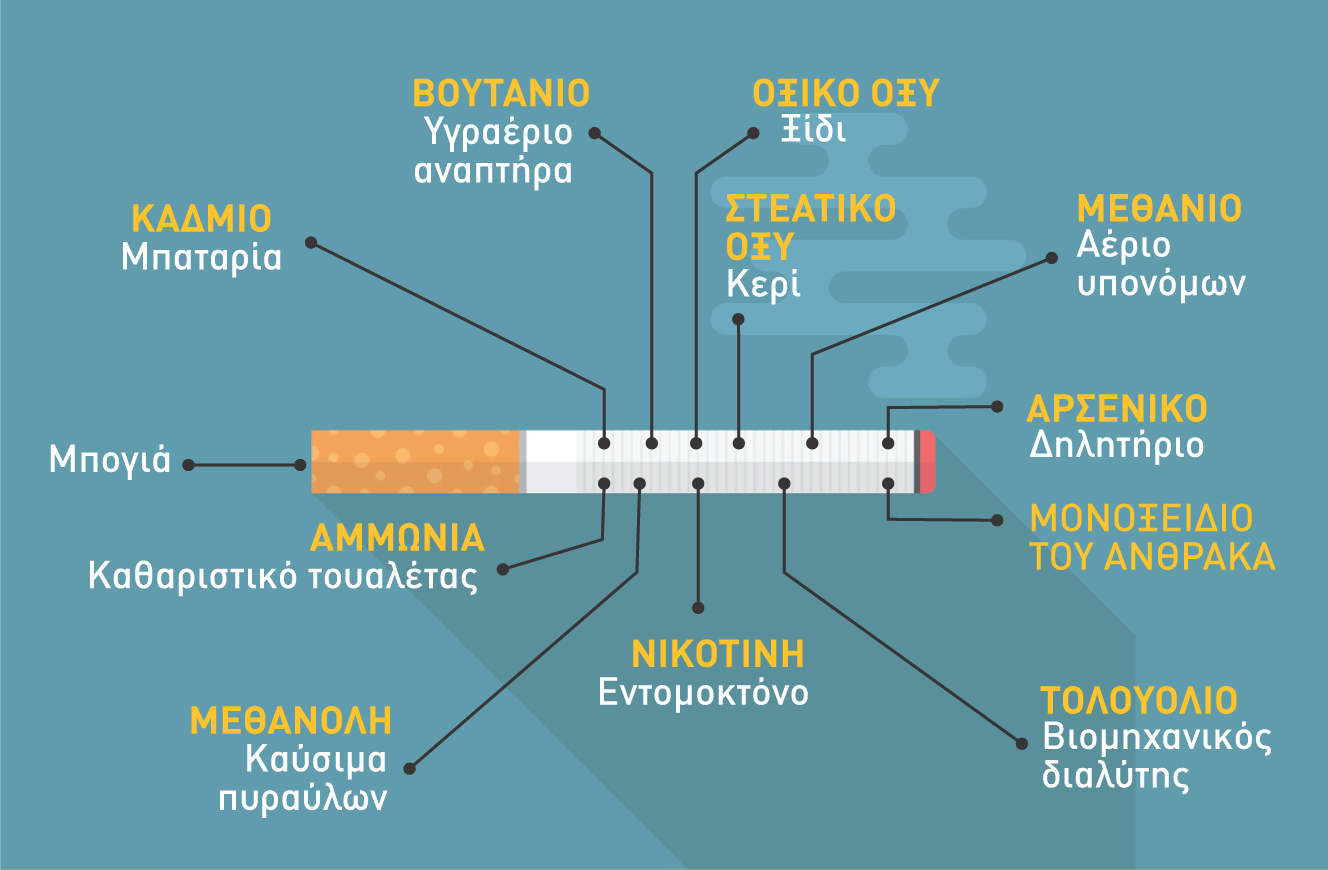 ΒΟΥΤΑΝΙΟ
Υγραέριο
αναπτήρα
ΟΞΙΚΟ ΟΞΥ
Ξίδι
ΚΑΔΜΙΟ
Μπαταρία
ΣΤΕΑΤΙΚΟ
ΟΞΥ
Κερί
ΜΕΘΑΝΙΟ
Αέριο
υπονόμων
ΑΡΣΕΝΙΚΟ
Δηλητήριο
Μπογιά
ΜΟΝΟΞΕΙΔΙΟ
ΤΟΥ ΑΝΘΡΑΚΑ
ΑΜΜΩΝΙΑ
Καθαριστικό τουαλέτας
ΝΙΚΟΤΙΝΗ
Εντομοκτόνο
ΜΕΘΑΝΟΛΗ
Καύσιμα
πυραύλων
ΤΟΛΟΥΟΛΙΟ
Βιομηχανικός
διαλύτης